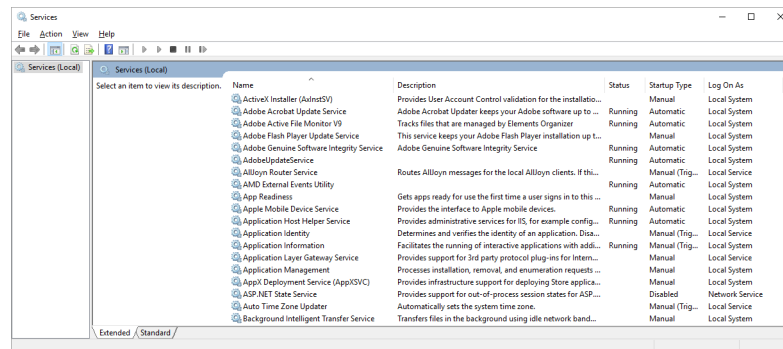 Services
File Action View Help
Services (Local)
Services (Local)
Select an item to view its description.
Name Description Status Startup Type Log On As
ActiveX Installer (AxInstSV) Provides User Account Control validation for the installatio... Manual Local System
Adobe Acrobat Update Service Adobe Acrobat Updater keeps your Adobe software up to ... Running Automatic Local System
Adobe Active File Monitor V9 Tracks files that are managed by Elements Organizer Running Automatic Local System
Adobe Flash Player Update Service This service keeps your Adobe Flash Player installation up t... Manual Local System
Adobe Genuine Software Integrity Service Adobe Genuine Software Integrity Service Running Automatic Local System
AdobeUpdateService Running Automatic Local System
AllJoyn Router Service Routes AllJoyn messages for the local AllJoyn clients. If thi... Manual (Trig... Local Service
AMD External Events Utility Running Automatic Local System
App Readiness Gets apps ready for use the first time a user signs in to this ... Manual Local System
Apple Mobile Device Service Provides the interface to Apple mobile devices. Running Automatic Local System
Application Host Helper Service Provides administrative services for IIS, for example config... Running Automatic Local System
Application Identity Determines and verifies the identity of an application. Disa... Manual (Trig... Local Service
Application Information Facilitates the running of interactive applications with addi... Running Manual (Trig... Local System
Application Layer Gateway Service Provides support for 3rd party protocol plug-ins for Intern... Manual Local Service
Application Management Processes installation, removal, and enumeration requests ... Manual Local System
AppX Deployment Service (AppXSVC) Provides infrastructure support for deploying Store applica... Manual Local System
ASP.NET State Service Provides support for out-of-process session states for ASP.... Disabled Network Service
Auto Time Zone Updater Automatically sets the system time zone. Manual (Trig... Local Service
Background Intelligent Transfer Service Transfers files in the background using idle network band... Manual Local System
Extended Standard